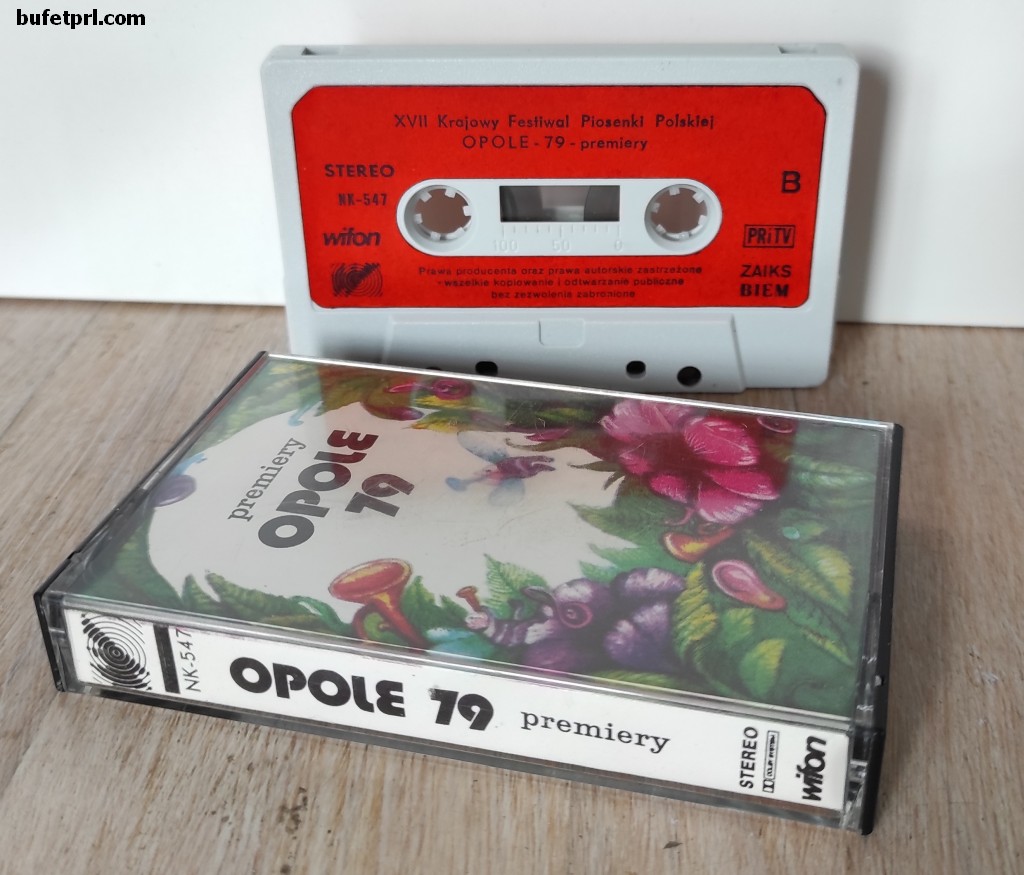 bufetprl.com
XVII Krajowy Festiwal Piosenki Polskiej
OPOLE - 79 - premiery
STEREO
B
NK-547
wifon
PRiTV
100 50 0
Prawa producenta oraz prawa autorskie zastrzeżone
- wszelkie kopiowanie i odtwarzanie publiczne
bez zezwolenia zabronione
ZAIKS
BIEM
premiery
OPOLE
79
NK-547
OPOLE 79 premiery
STEREO
wifon